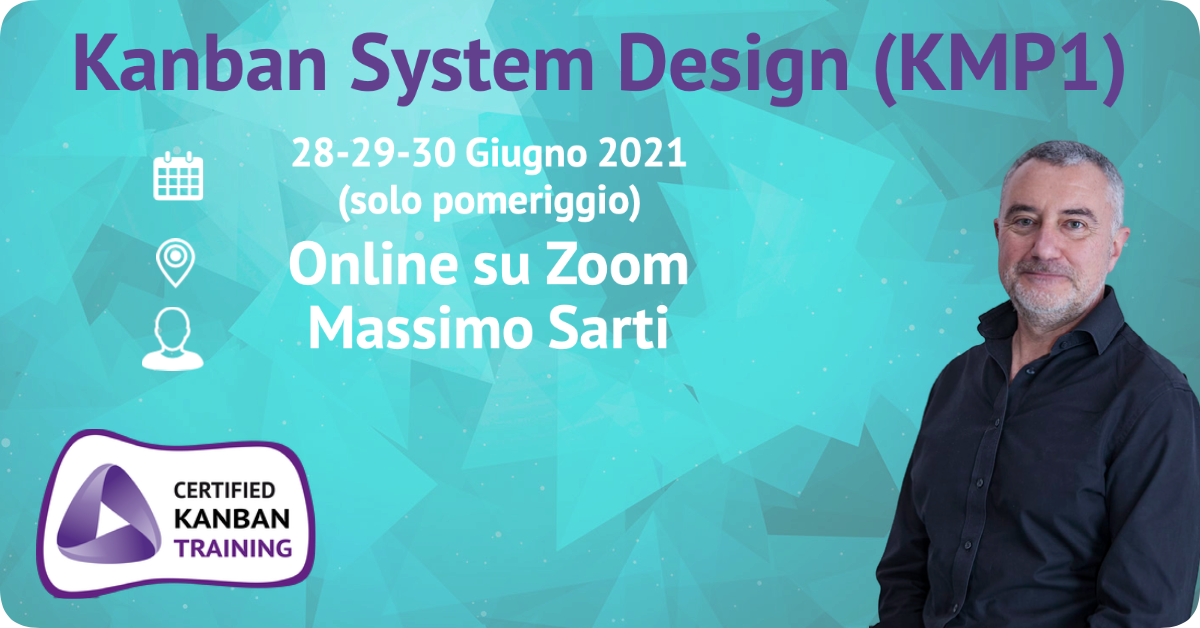 Kanban System Design (KMP1)
28-29-30 Giugno 2021
(solo pomeriggio)
Online su Zoom
Massimo Sarti
CERTIFIED
KANBAN
TRAINING